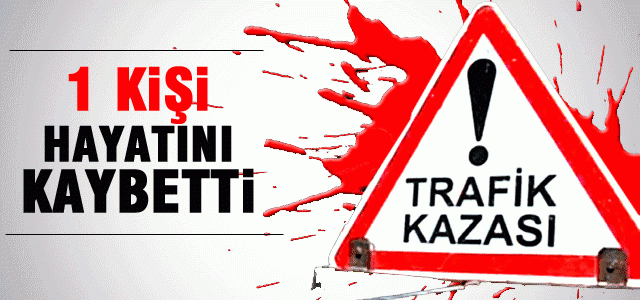 1 KİŞİ
HAYATINI
KAYBETTİ
TRAFİK
KAZASI